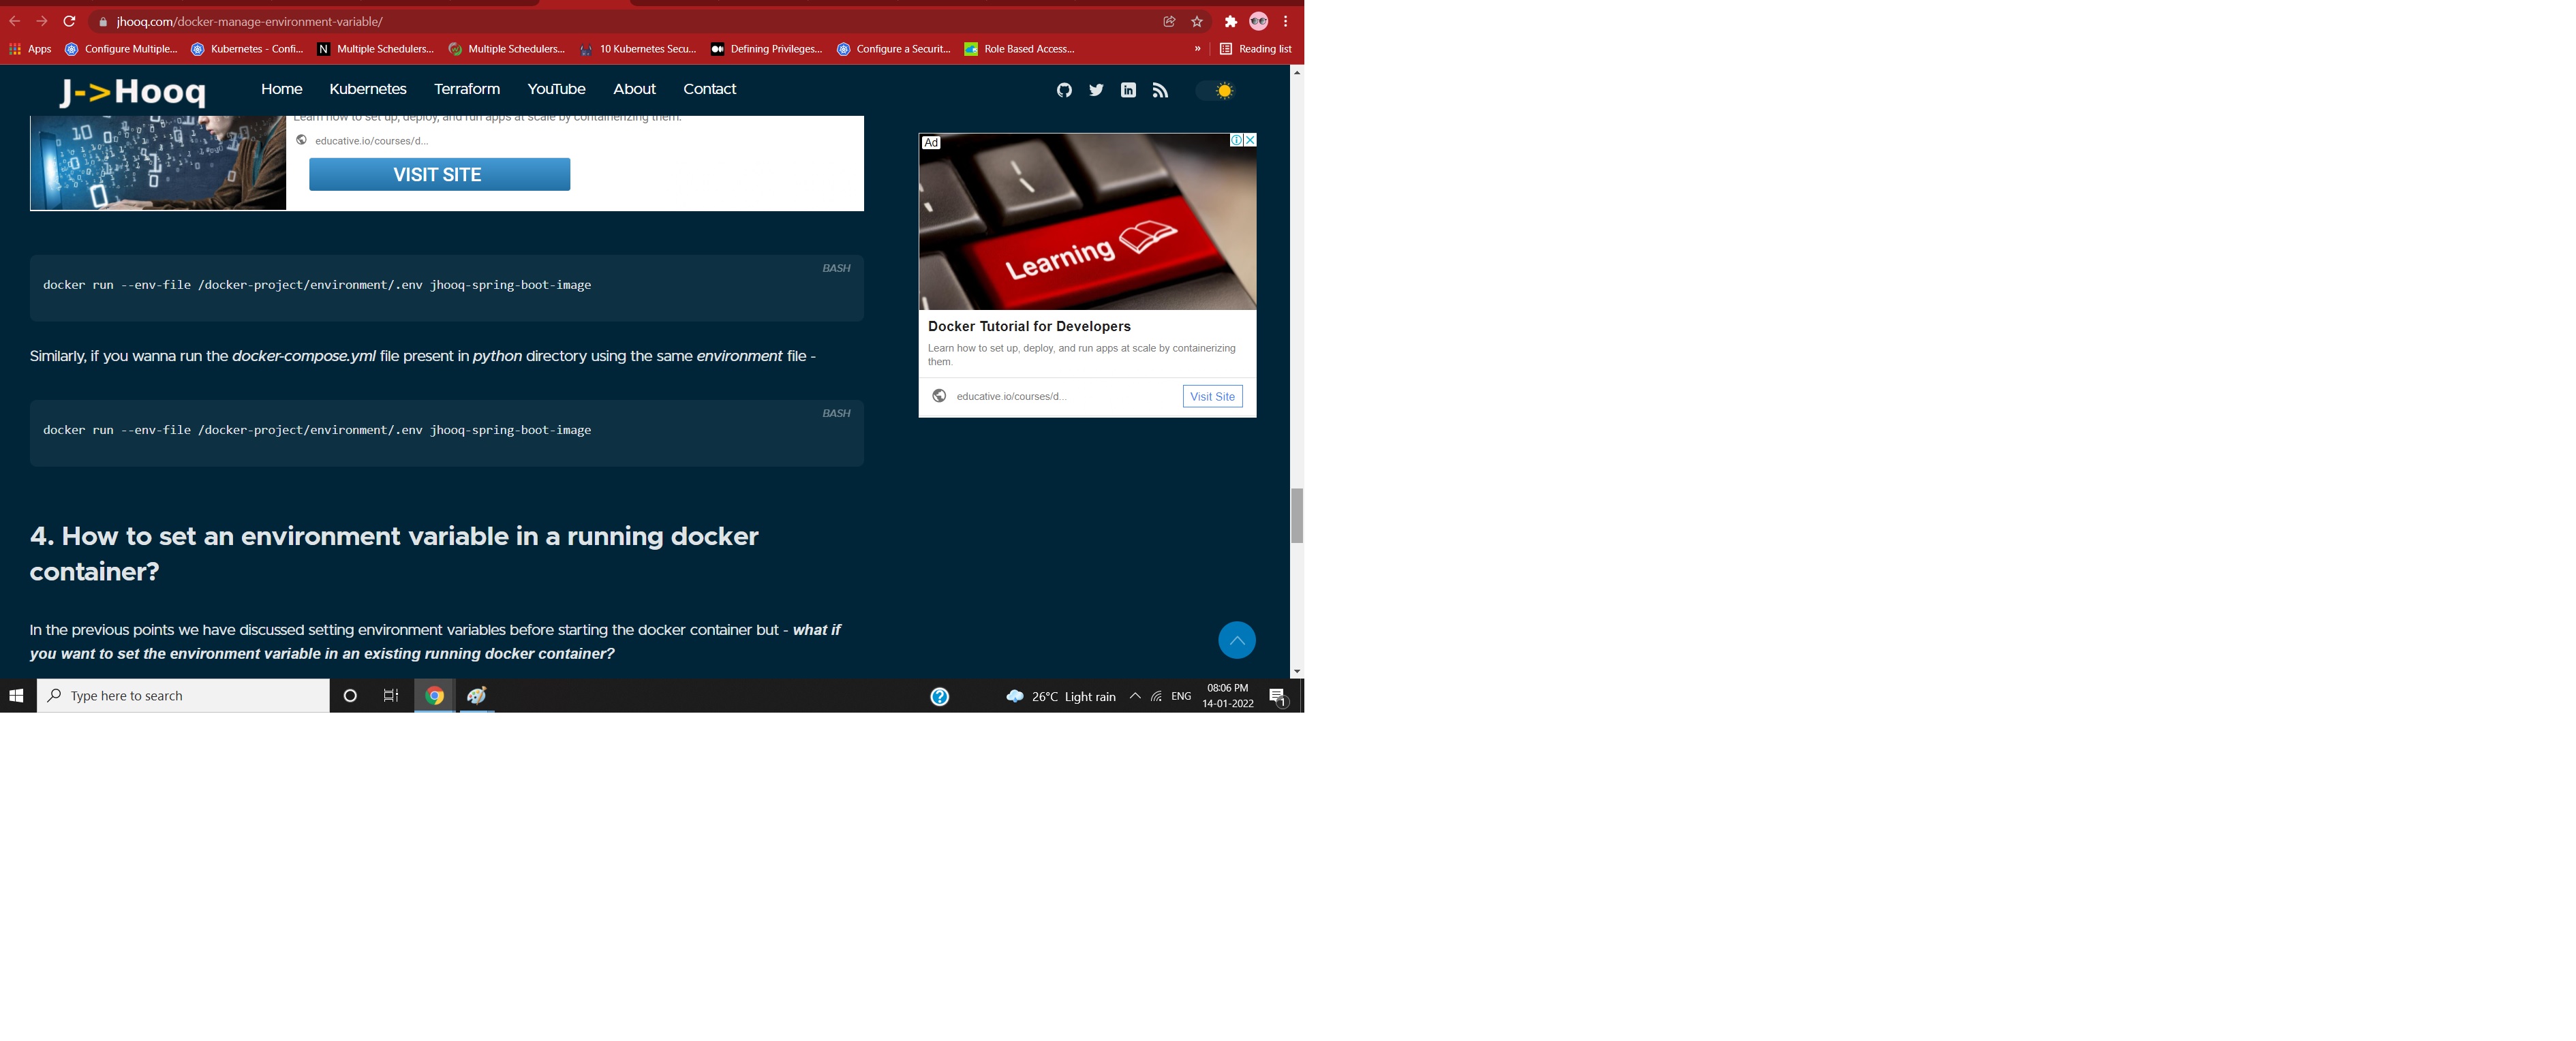 jhooq.com/docker-manage-environment-variable/
Apps Configure Multiple... Kubernetes - Confi... Multiple Schedulers... Multiple Schedulers... 10 Kubernetes Secu... Defining Privileges... Configure a Securit... Role Based Access... » Reading list
J->Hooq Home Kubernetes Terraform YouTube About Contact
Learn how to set up, deploy, and run apps at scale by containerizing them.
educative.io/courses/d...
VISIT SITE
BASH
docker run --env-file /docker-project/environment/.env jhooq-spring-boot-image
Similarly, if you wanna run the docker-compose.yml file present in python directory using the same environment file -
BASH
docker run --env-file /docker-project/environment/.env jhooq-spring-boot-image
4. How to set an environment variable in a running docker
container?
In the previous points we have discussed setting environment variables before starting the docker container but - what if
you want to set the environment variable in an existing running docker container?
Ad
Learning
Docker Tutorial for Developers
Learn how to set up, deploy, and run apps at scale by containerizing
them.
educative.io/courses/d... Visit Site
Type here to search
26°C Light rain ENG
08:06 PM
14-01-2022
1